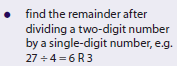 ● find the remainder after
dividing a two-digit number
by a single-digit number, e.g.
27 ÷ 4 = 6 R 3